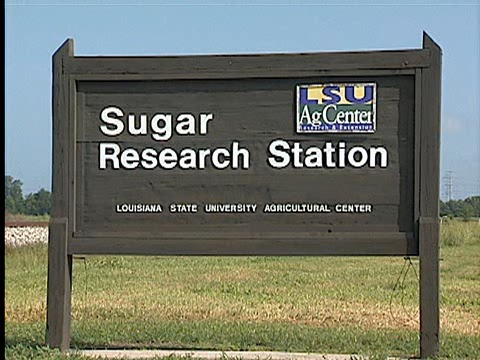 LSU
AgCenter
Research & Extension
Sugar
Research Station
LOUISIANA STATE UNIVERSITY AGRICULTURAL CENTER